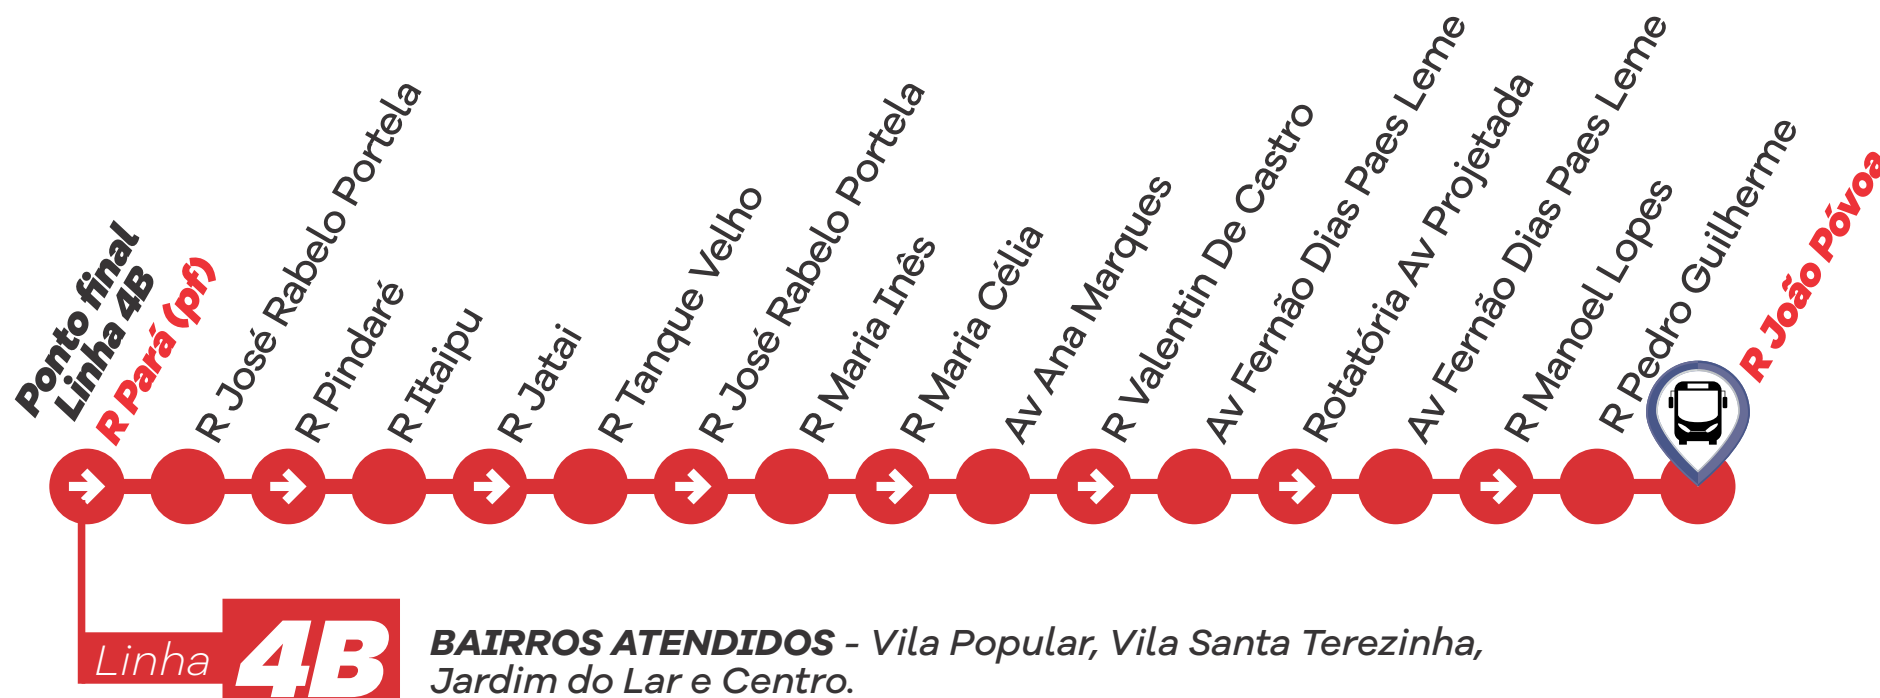 Ponto final
Linha 4B
R Pará (pf)
R José Rabelo Portela
R Pindaré
R Itaipu
R Jatai
R Tanque Velho
R José Rabelo Portela
R Maria Inês
R Maria Célia
Av Ana Marques
R Valentin De Castro
Av Fernão Dias Paes Leme
Rotatória Av Projetada
Av Fernão Dias Paes Leme
R Manoel Lopes
R Pedro Guilherme
R João Póvoa
Linha 4B
BAIRROS ATENDIDOS - Vila Popular, Vila Santa Terezinha,
Jardim do Lar e Centro.